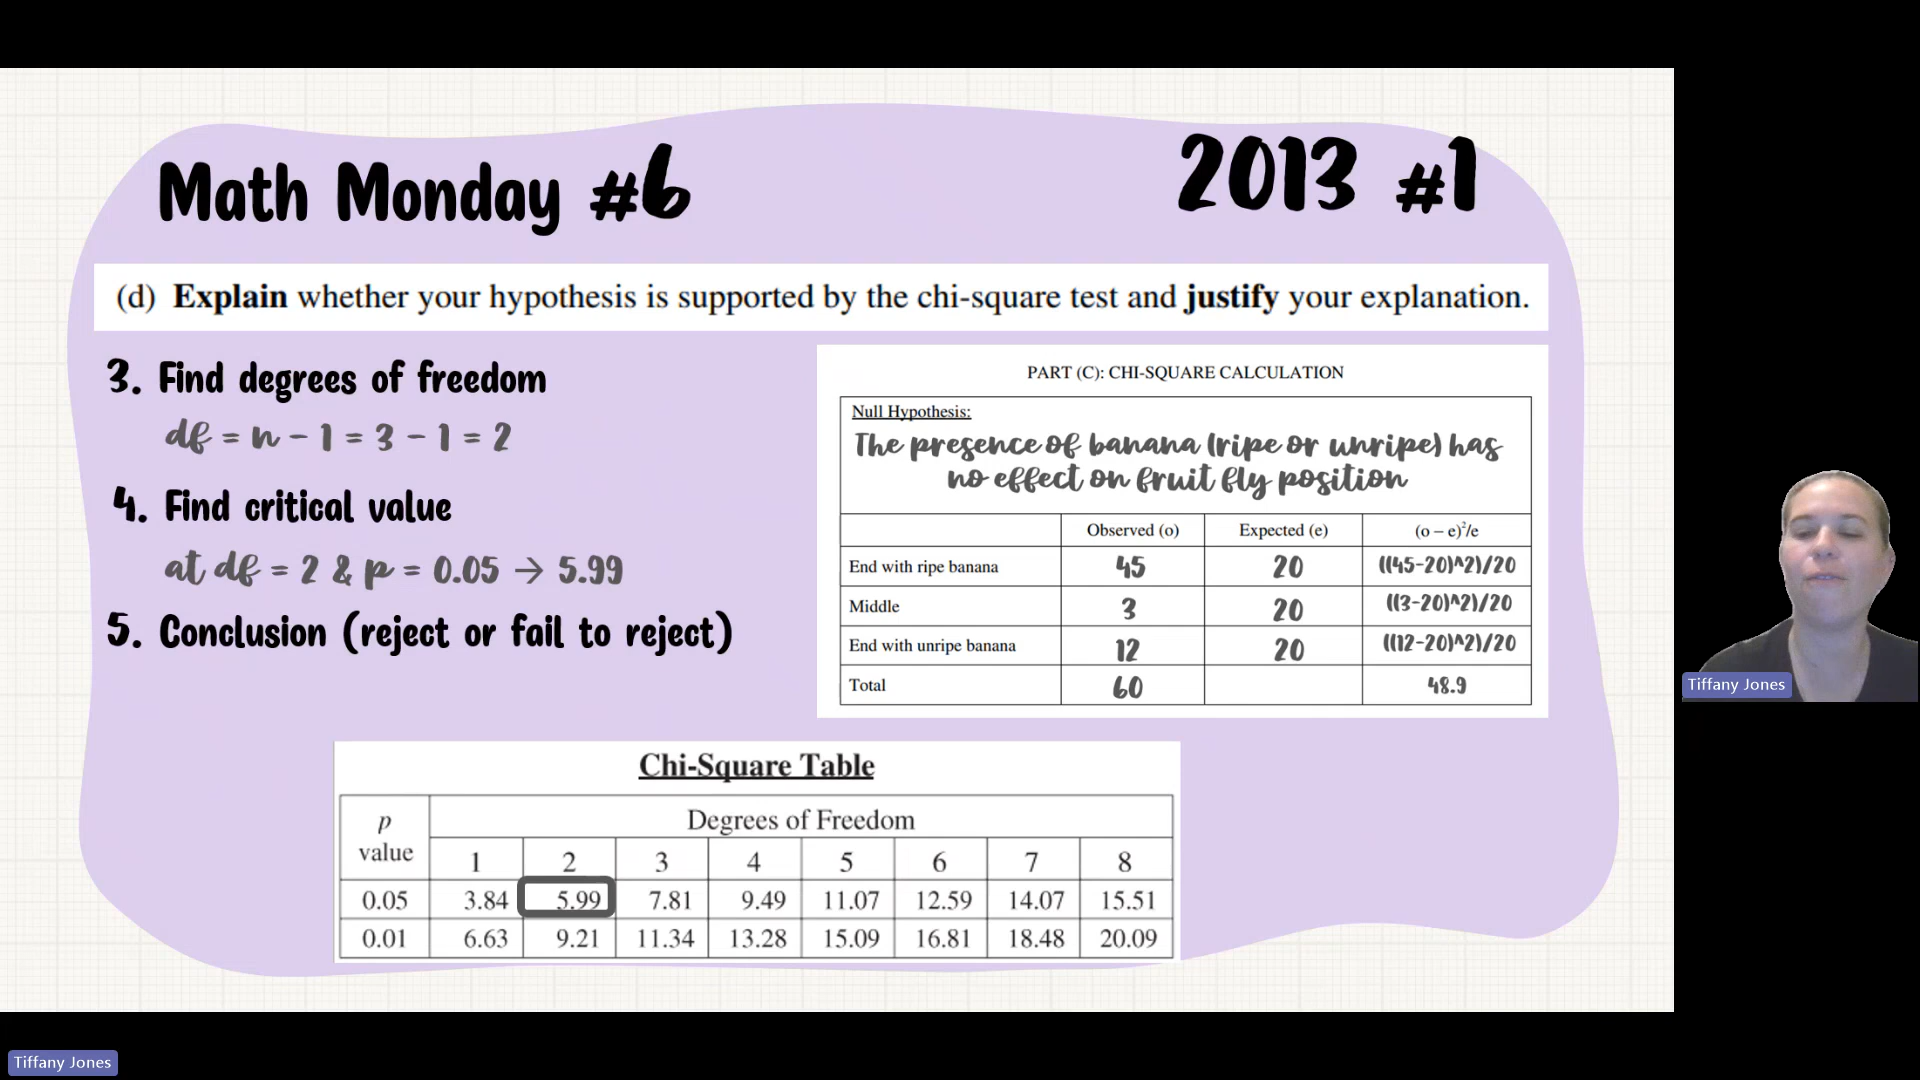 Math Monday #6
2013 #1
(d) Explain whether your hypothesis is supported by the chi-square test and justify your explanation.
3. Find degrees of freedom
df = n - 1 = 3 - 1 = 2
4. Find critical value
at df = 2 & p = 0.05 → 5.99
5. Conclusion (reject or fail to reject)
PART (C): CHI-SQUARE CALCULATION
Null Hypothesis:
The presence of banana (ripe or unripe) has
no effect on fruit fly position
Observed (o) Expected (e) (o – e)²/e
End with ripe banana 45 20 ((45-20)^2)/20
Middle 3 20 ((3-20)^2)/20
End with unripe banana 12 20 ((12-20)^2)/20
Total 60 48.9
Chi-Square Table
p value Degrees of Freedom
1 2 3 4 5 6 7 8
0.05 3.84 5.99 7.81 9.49 11.07 12.59 14.07 15.51
0.01 6.63 9.21 11.34 13.28 15.09 16.81 18.48 20.09
Tiffany Jones
Tiffany Jones